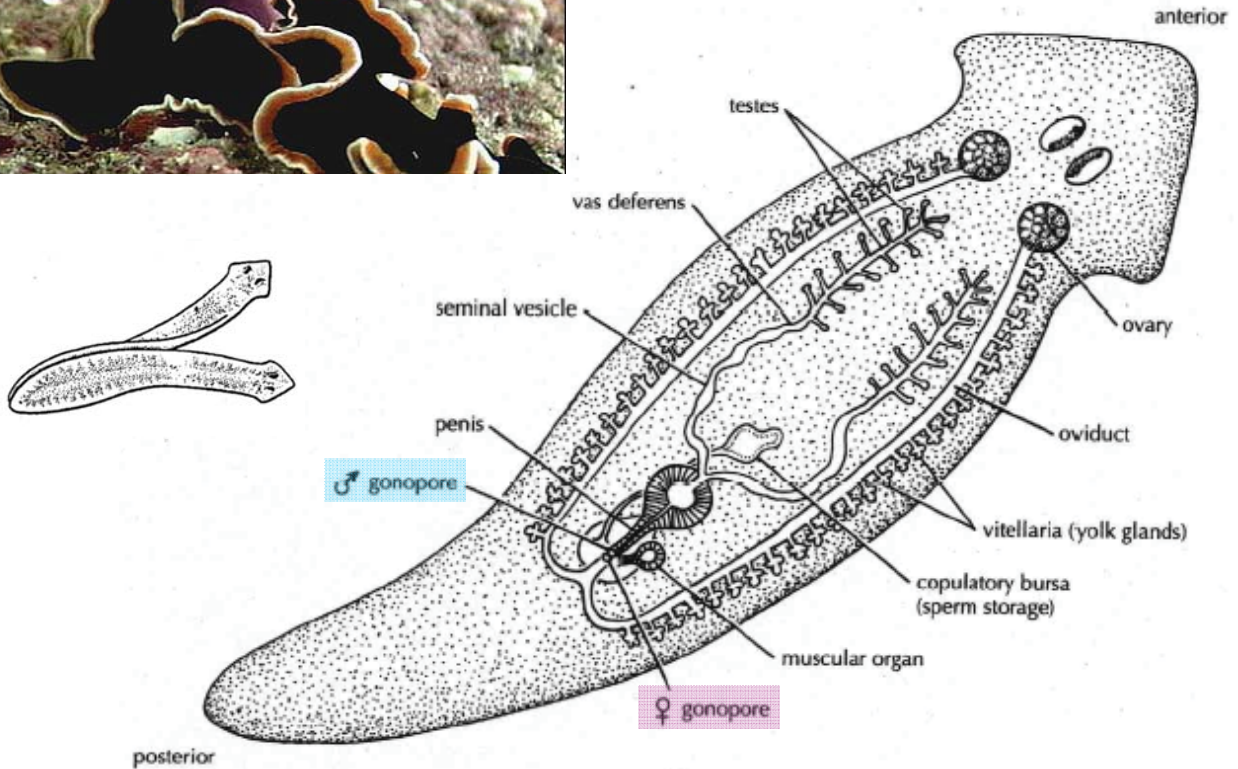 anterior
testes
vas deferens
seminal vesicle
ovary
penis
oviduct
♂ gonopore
vitellaria (yolk glands)
copulatory bursa
(sperm storage)
muscular organ
♀ gonopore
posterior